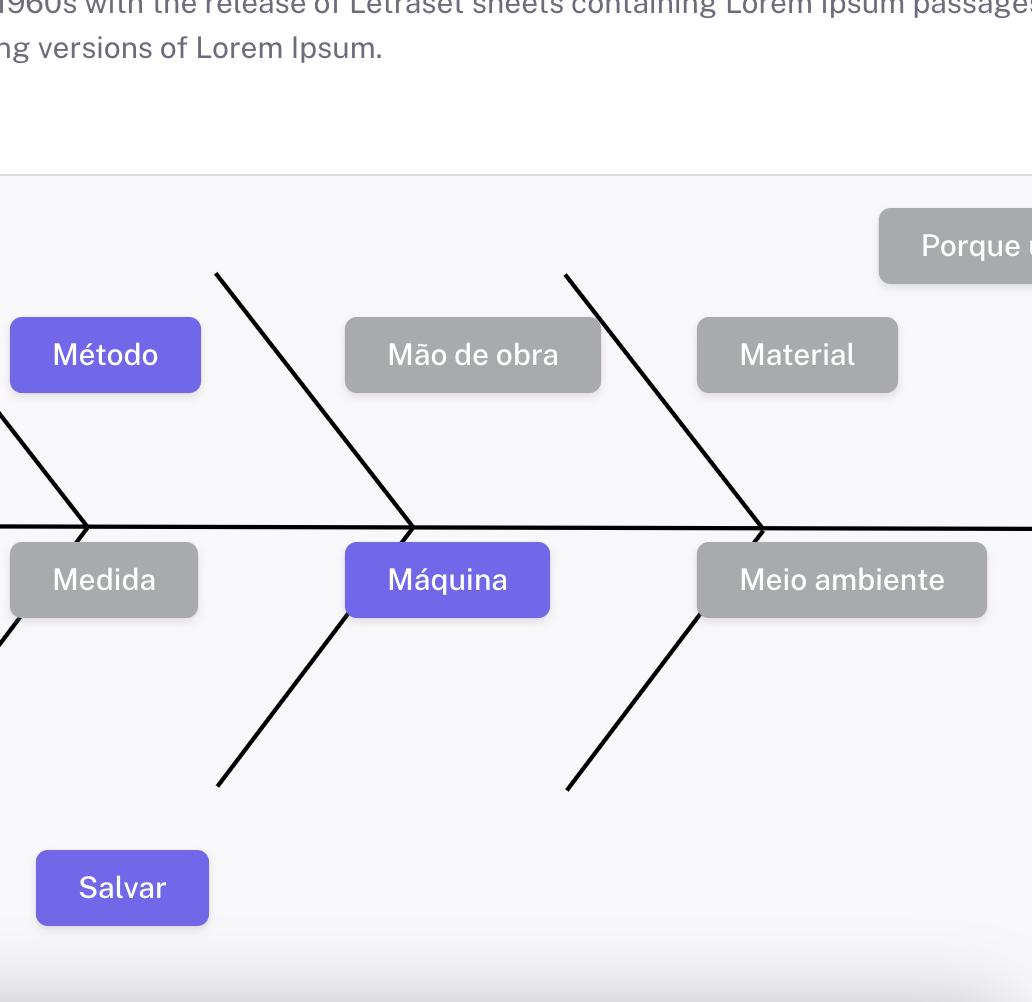 1960s with the release of Letraset sheets containing Lorem Ipsum passages
ng versions of Lorem Ipsum.
Porque
Método
Mão de obra
Material
Medida
Máquina
Meio ambiente
Salvar